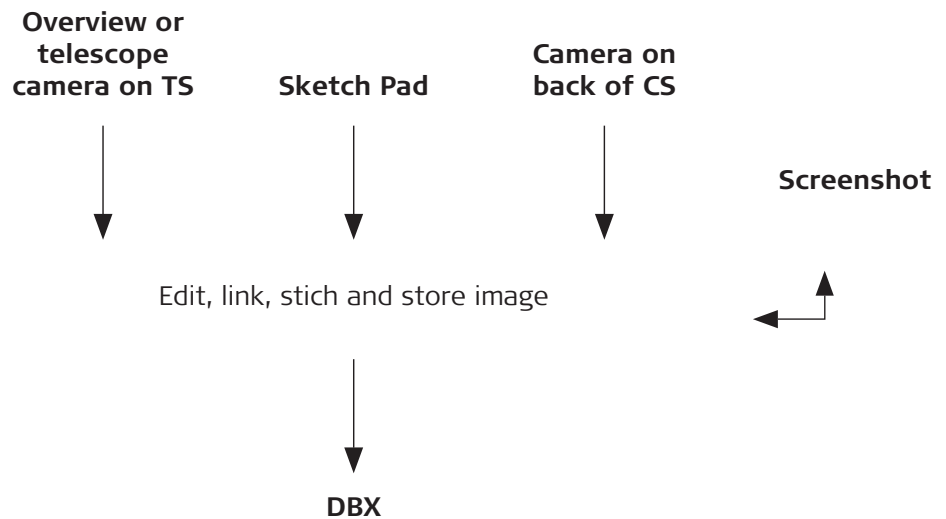 Overview or
telescope
camera on TS
Sketch Pad
Camera on
back of CS
Screenshot
Edit, link, stich and store image
DBX